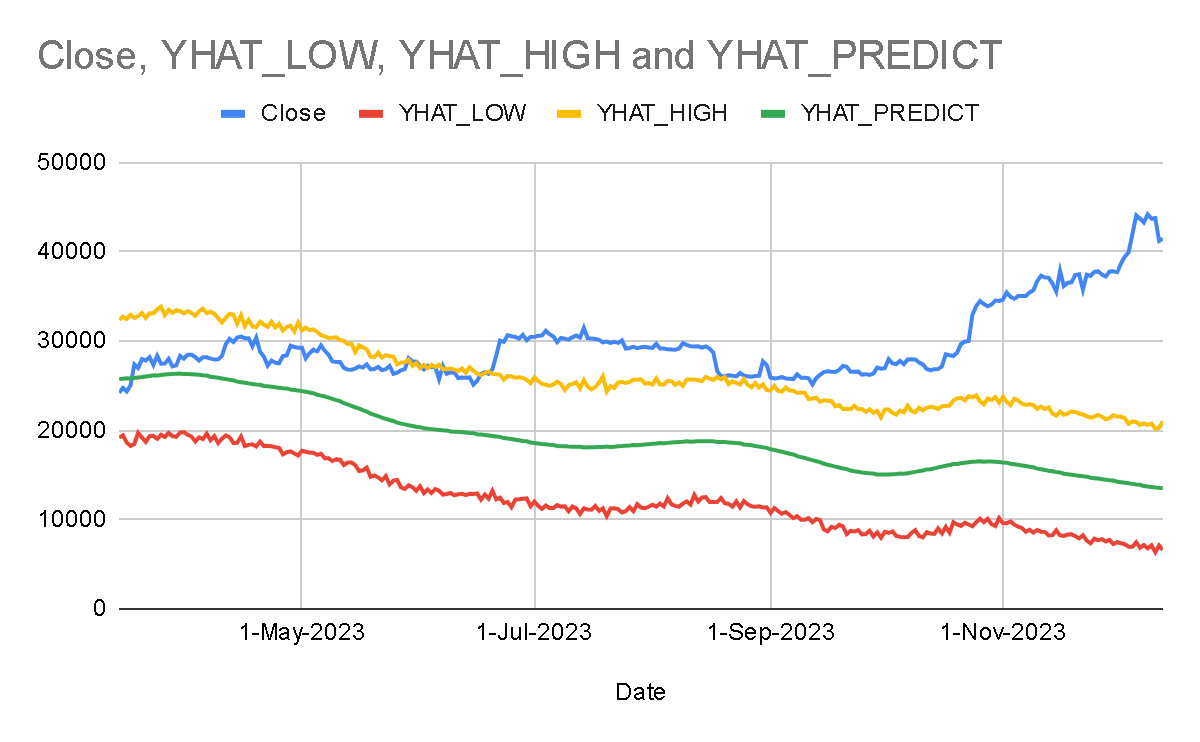 Close, YHAT_LOW, YHAT_HIGH and YHAT_PREDICT
Close YHAT_LOW YHAT_HIGH YHAT_PREDICT
50000
40000
30000
20000
10000
0
1-May-2023 1-Jul-2023 1-Sep-2023 1-Nov-2023
Date